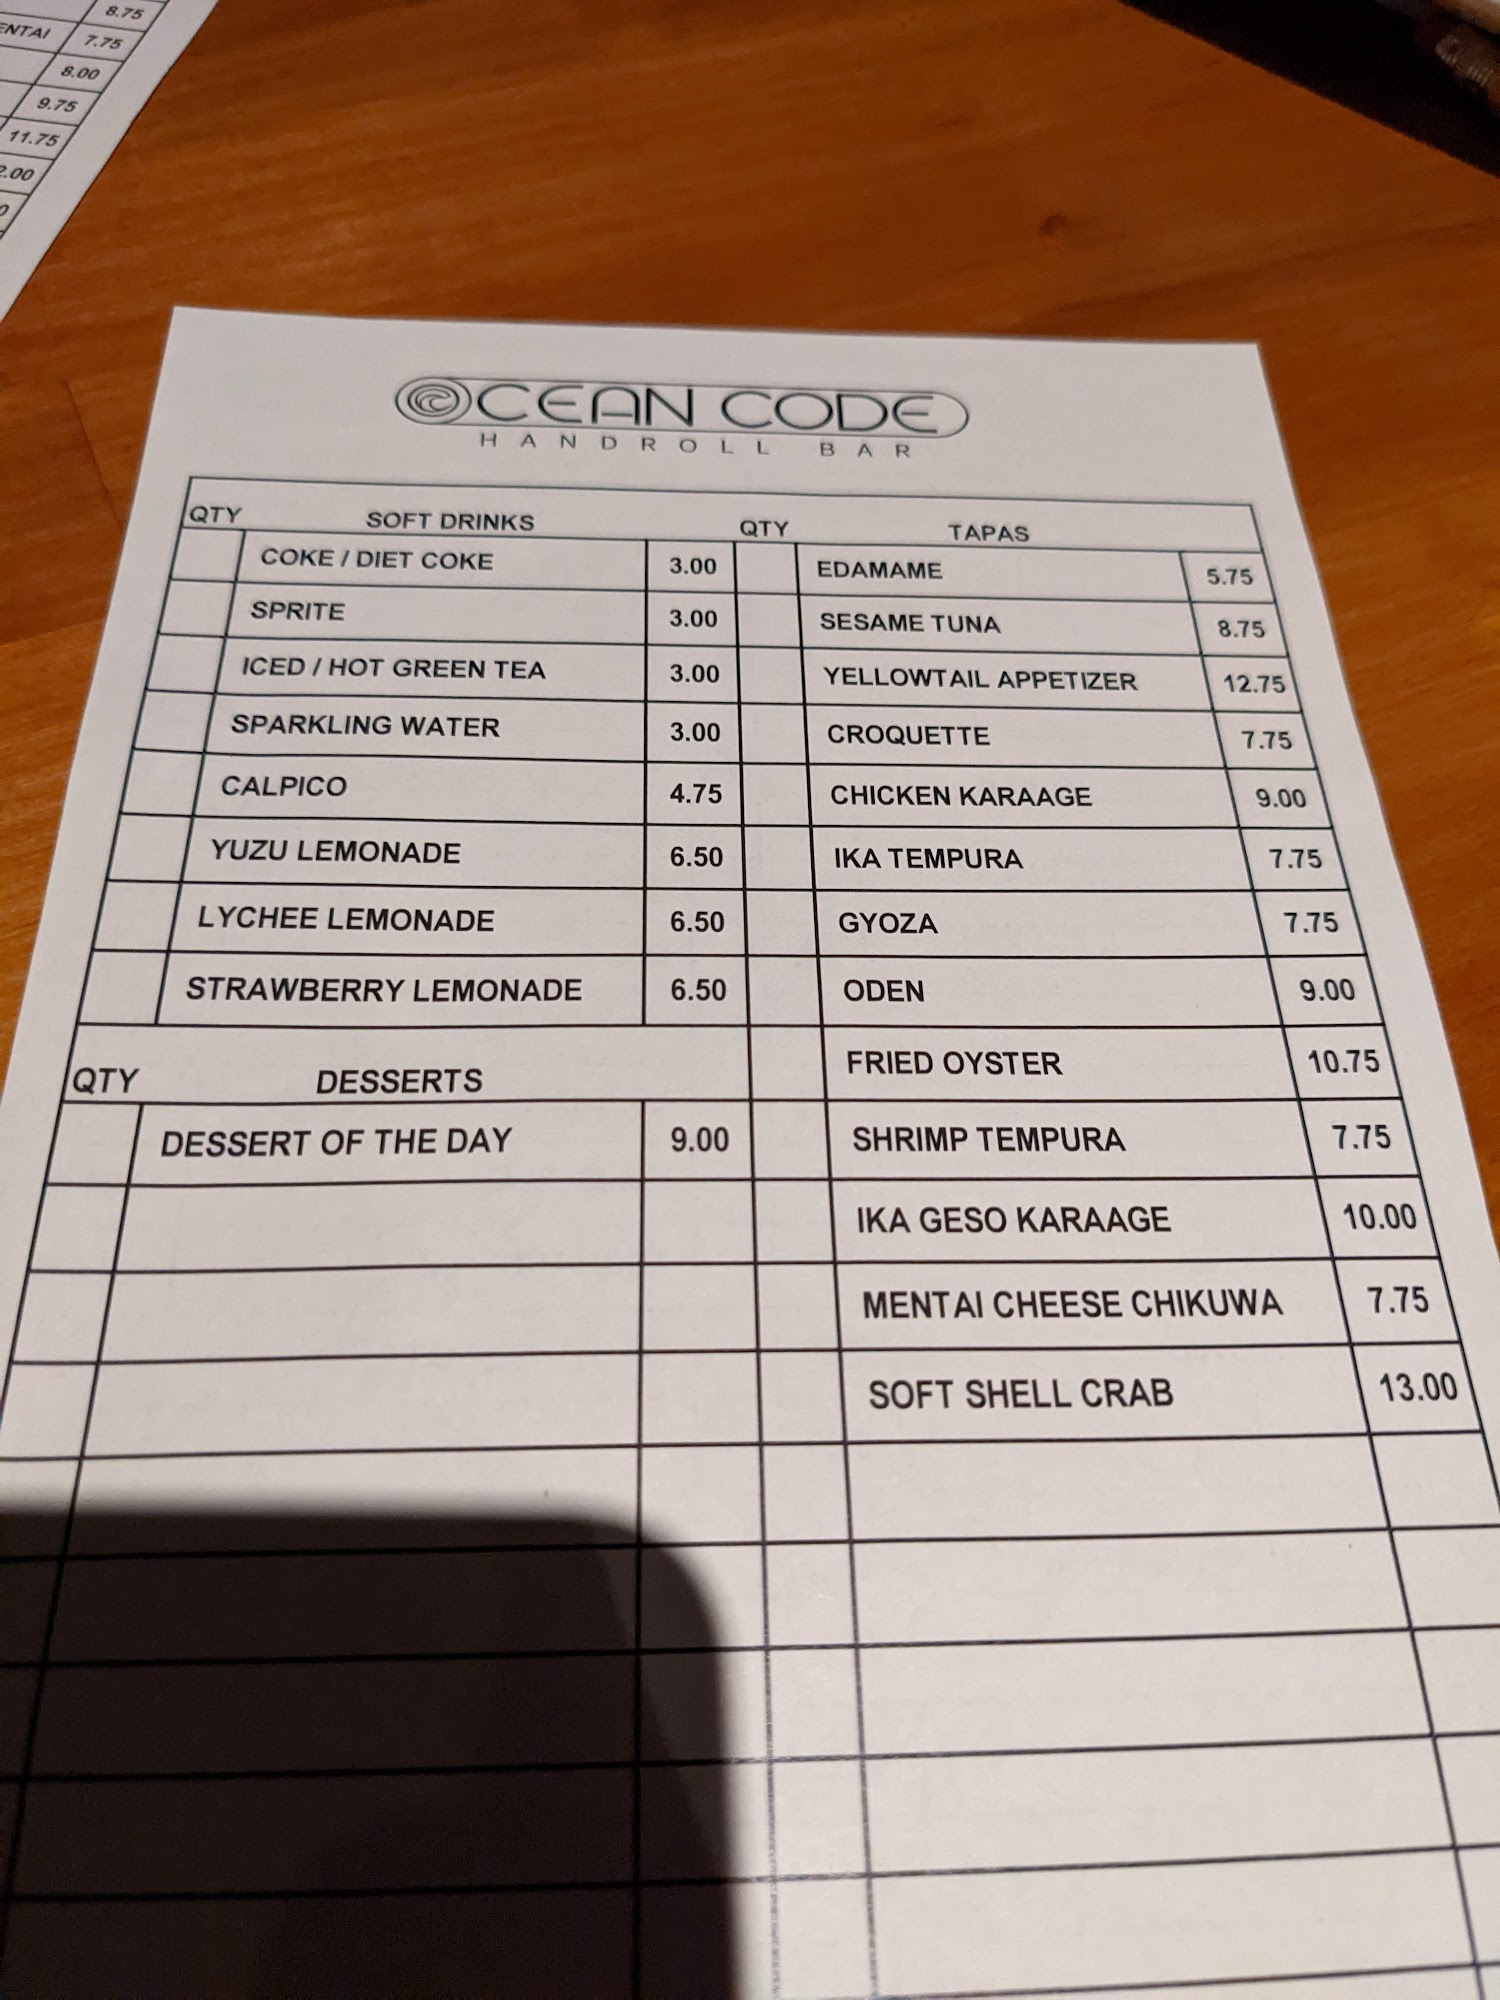 8.75
7.75
8.00
9.75
11.75
OCEAN CODE
HANDROLL BAR
QTY SOFT DRINKS QTY TAPAS
COKE / DIET COKE 3.00 EDAMAME 5.75
SPRITE 3.00 SESAME TUNA 8.75
ICED / HOT GREEN TEA 3.00 YELLOWTAIL APPETIZER 12.75
SPARKLING WATER 3.00 CROQUETTE 7.75
CALPICO 4.75 CHICKEN KARAAGE 9.00
YUZU LEMONADE 6.50 IKA TEMPURA 7.75
LYCHEE LEMONADE 6.50 GYOZA 7.75
STRAWBERRY LEMONADE 6.50 ODEN 9.00
FRIED OYSTER 10.75
QTY DESSERTS
DESSERT OF THE DAY 9.00 SHRIMP TEMPURA 7.75
IKA GESO KARAAGE 10.00
MENTAI CHEESE CHIKUWA 7.75
SOFT SHELL CRAB 13.00